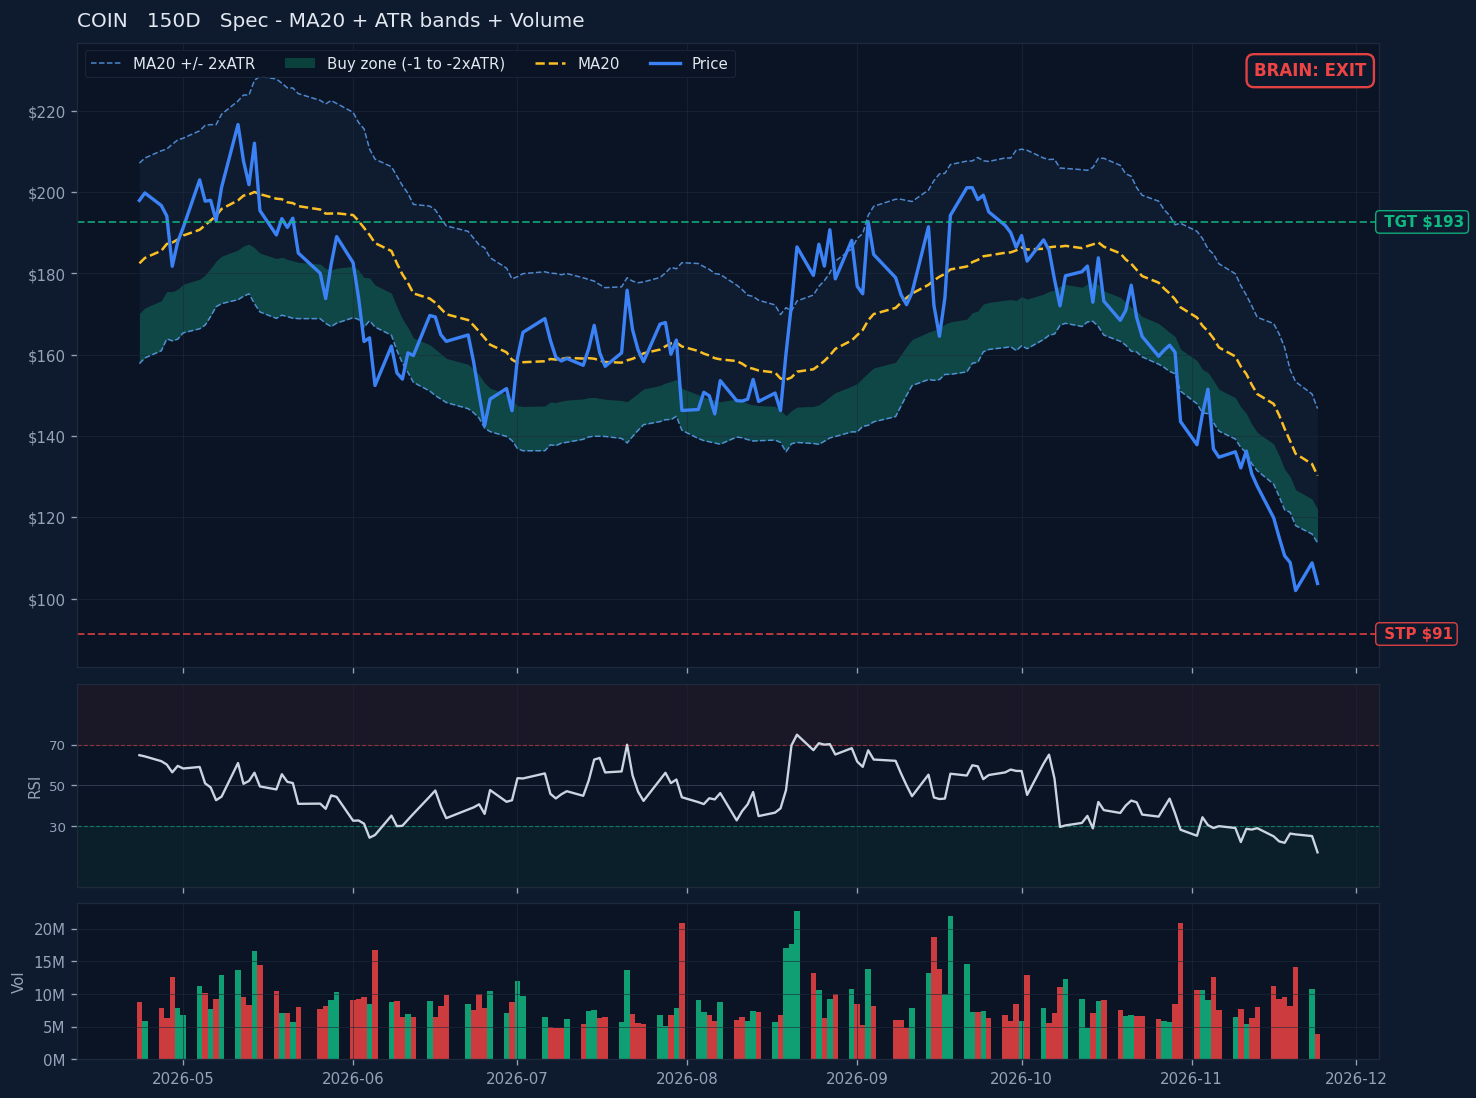 COIN   150D   Spec - MA20 + ATR bands + Volume
MA20 +/- 2xATR   Buy zone (-1 to -2xATR)   MA20   Price
BRAIN: EXIT
$220
$200
TGT $193
$180
$160
$140
$120
$100
STP $91
70
50
30
RSI
20M
15M
10M
5M
0M
Vol
2026-05   2026-06   2026-07   2026-08   2026-09   2026-10   2026-11   2026-12